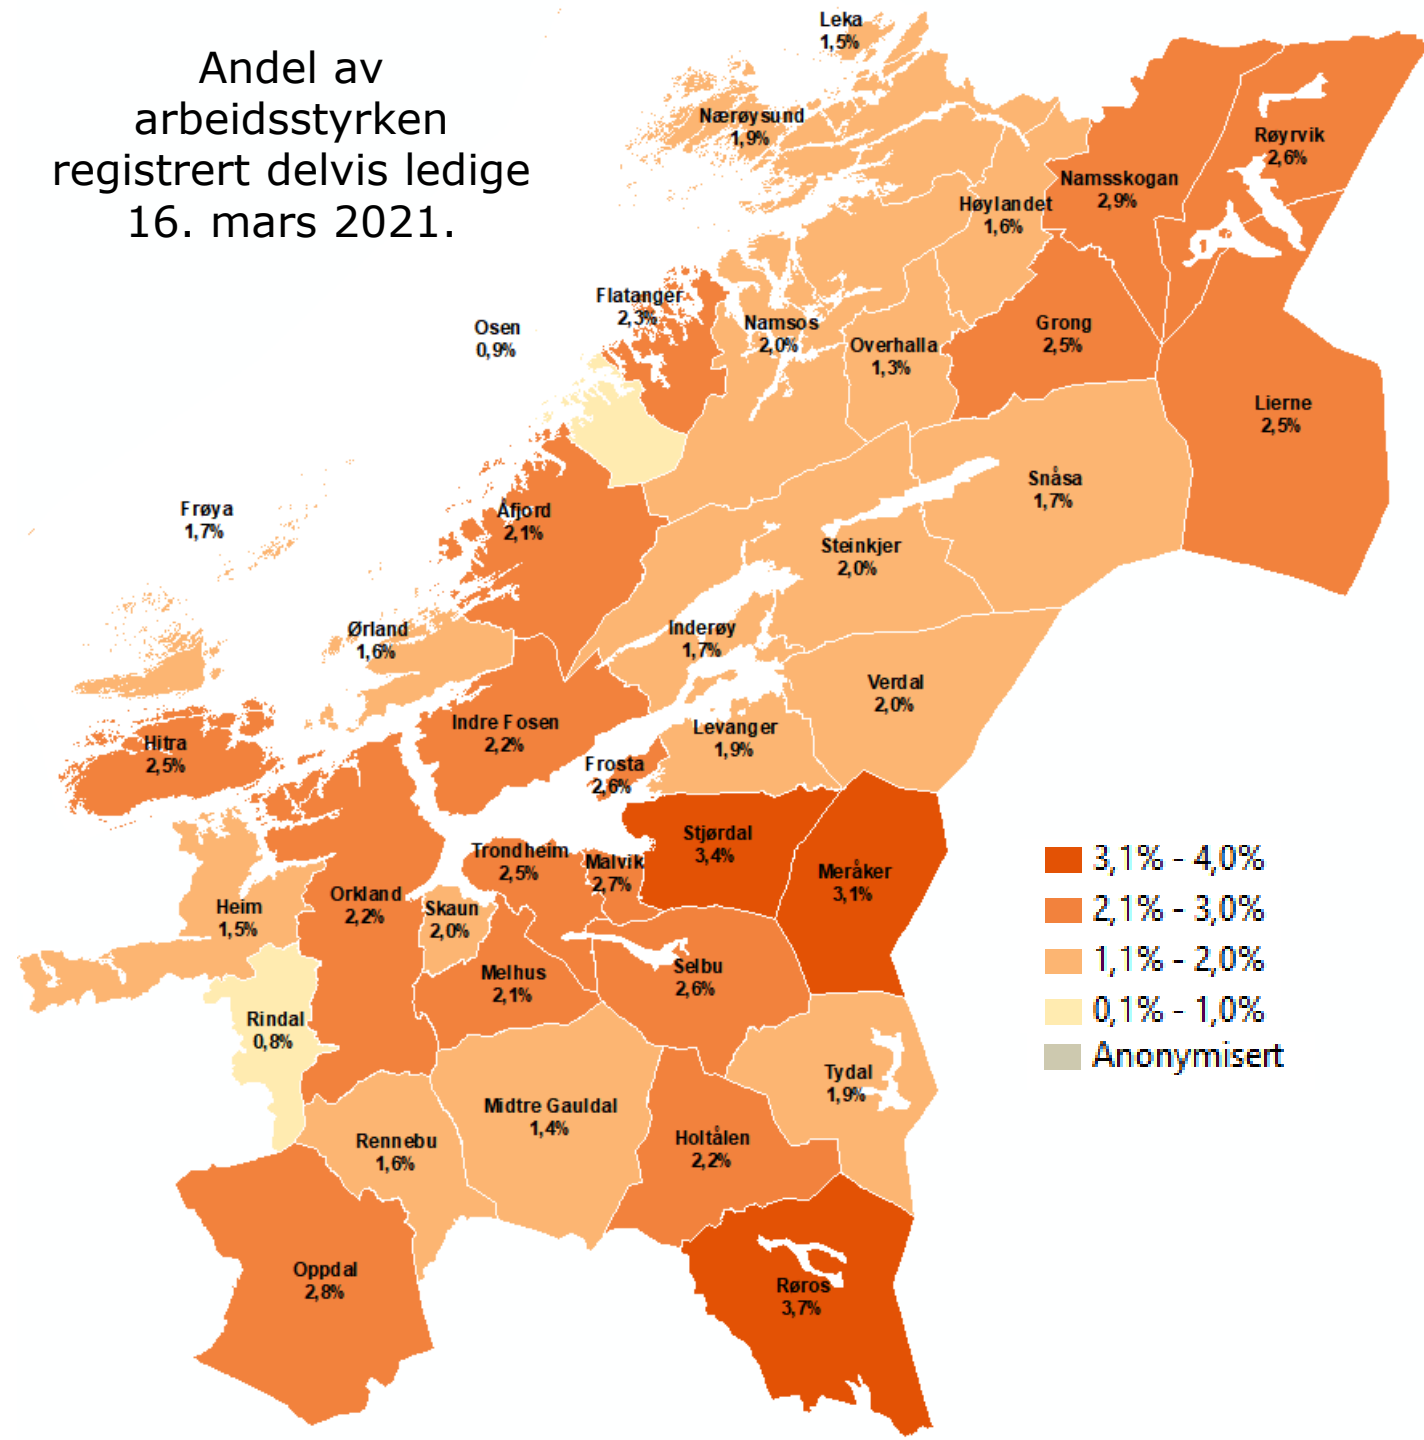 Andel av
arbeidsstyrken
registrert delvis ledige
16. mars 2021.
Leka
1,5%
Nærøysund
1,9%
Røyrvik
2,6%
Namsskogan
2,9%
Høylandet
1,6%
Flatanger
2,3%
Osen
0,9%
Namsos
2,0%
Overhalla
1,3%
Grong
2,5%
Lierne
2,5%
Snåsa
1,7%
Frøya
1,7%
Åfjord
2,1%
Steinkjer
2,0%
Ørland
1,6%
Inderøy
1,7%
Verdal
2,0%
Indre Fosen
2,2%
Levanger
1,9%
Hitra
2,5%
Frosta
2,6%
Stjørdal
3,4%
Trondheim
2,5%
Malvik
2,7%
Meråker
3,1%
Orkland
2,2%
Heim
1,5%
Skaun
2,0%
Melhus
2,1%
Selbu
2,6%
Rindal
0,8%
Tydal
1,9%
Midtre Gauldal
1,4%
Rennebu
1,6%
Holtålen
2,2%
Oppdal
2,8%
Røros
3,7%
3,1% - 4,0%
2,1% - 3,0%
1,1% - 2,0%
0,1% - 1,0%
Anonymisert